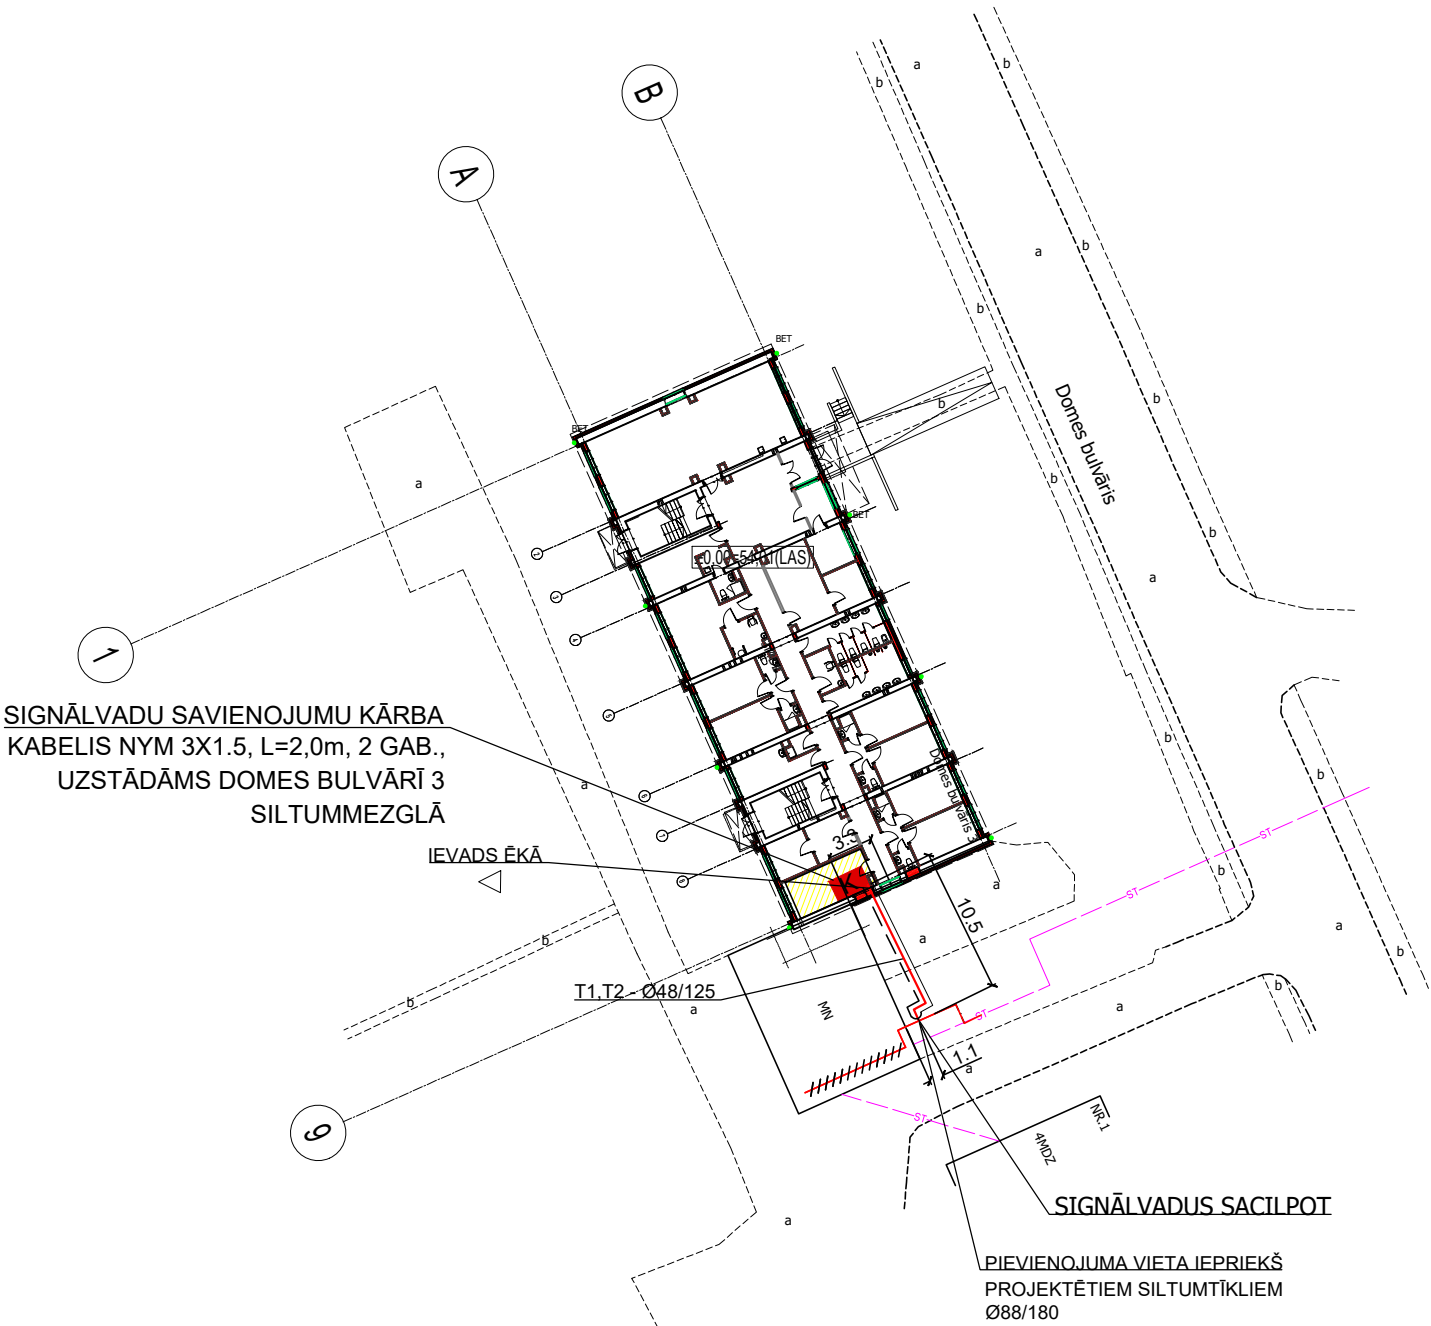 B
A
1
9
a
b
b
a
b
b
b
b
a
b
b
a
BET
BET
BET
Domes bulvāris
±0,00=54,01(LAS)
SIGNĀLVADU SAVIENOJUMU KĀRBA
KABELIS NYM 3X1.5, L=2,0m, 2 GAB.,
UZSTĀDĀMS DOMES BULVĀRĪ 3
SILTUMMEZGLĀ
IEVADS ĒKĀ
Domes bulvāris 3
3.3
K
10.5
T1,T2 - Ø48/125
MN
1.1
a
a
a
a
a
a
a
a
a
b
b
b
b
b
b
ST
ST
ST
ST
NR.1
4MDZ
SIGNĀLVADUS SACILPOT
PIEVIENOJUMA VIETA IEPRIEKŠ
PROJEKTĒTIEM SILTUMTĪKLIEM
Ø88/180